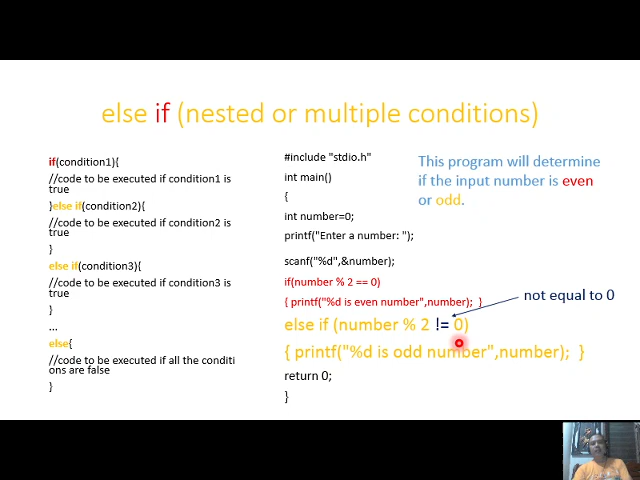 else if (nested or multiple conditions)
if(condition1){
//code to be executed if condition1 is
true
}else if(condition2){
//code to be executed if condition2 is
true
}
else if(condition3){
//code to be executed if condition3 is
true
}
...
else{
//code to be executed if all the conditi
ons are false
}
#include "stdio.h"
int main()
{
int number=0;
printf("Enter a number: ");
scanf("%d",&number);
if(number % 2 == 0)
{ printf("%d is even number",number); }
else if (number % 2 != 0)
{ printf("%d is odd number",number); }
return 0;
}
This program will determine
if the input number is even
or odd.
not equal to 0